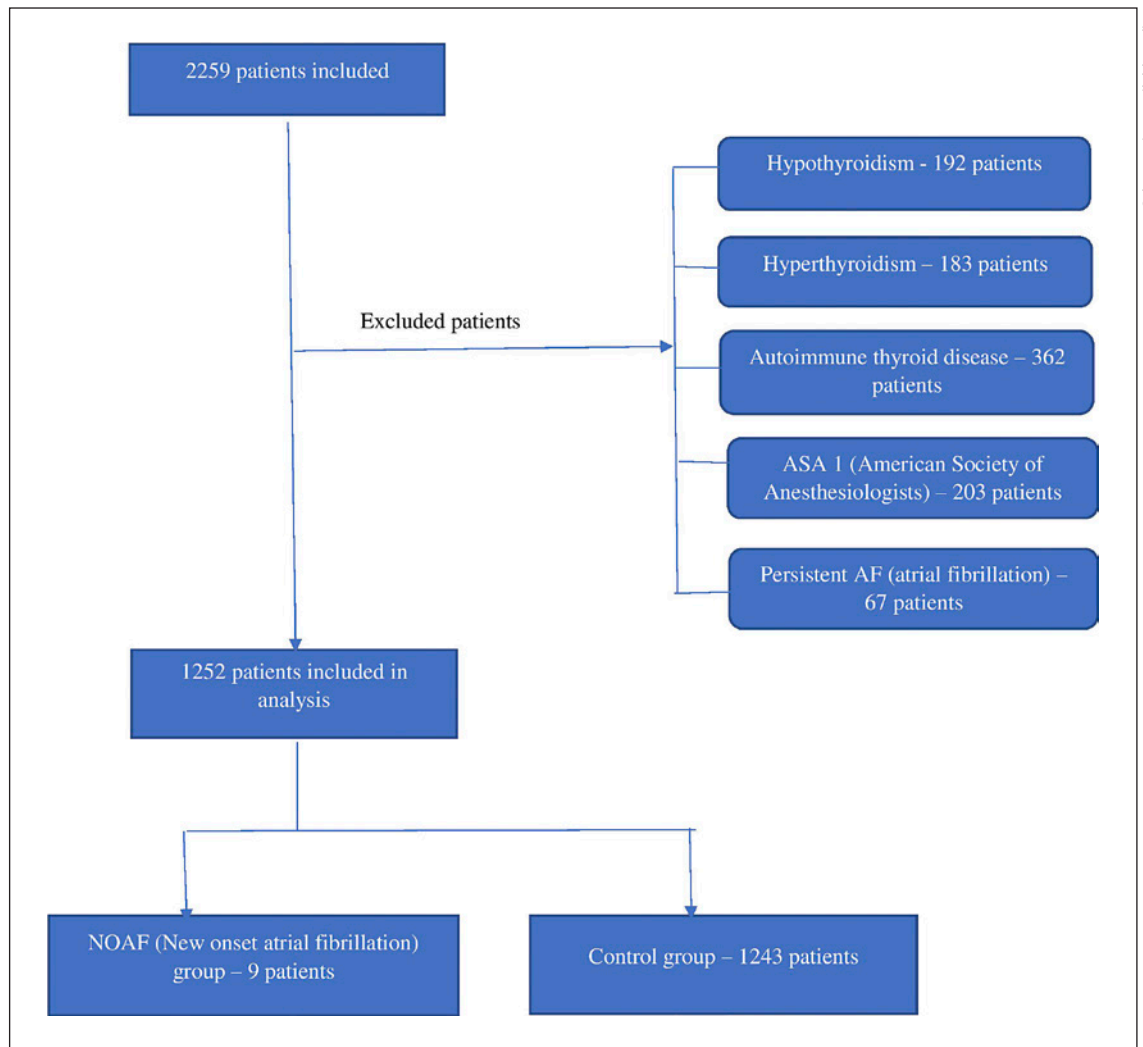 2259 patients included
Hypothyroidism - 192 patients
Hyperthyroidism – 183 patients
Excluded patients
Autoimmune thyroid disease – 362
patients
ASA 1 (American Society of
Anesthesiologists) – 203 patients
Persistent AF (atrial fibrillation) –
67 patients
1252 patients included in
analysis
NOAF (New onset atrial fibrillation)
group – 9 patients
Control group – 1243 patients